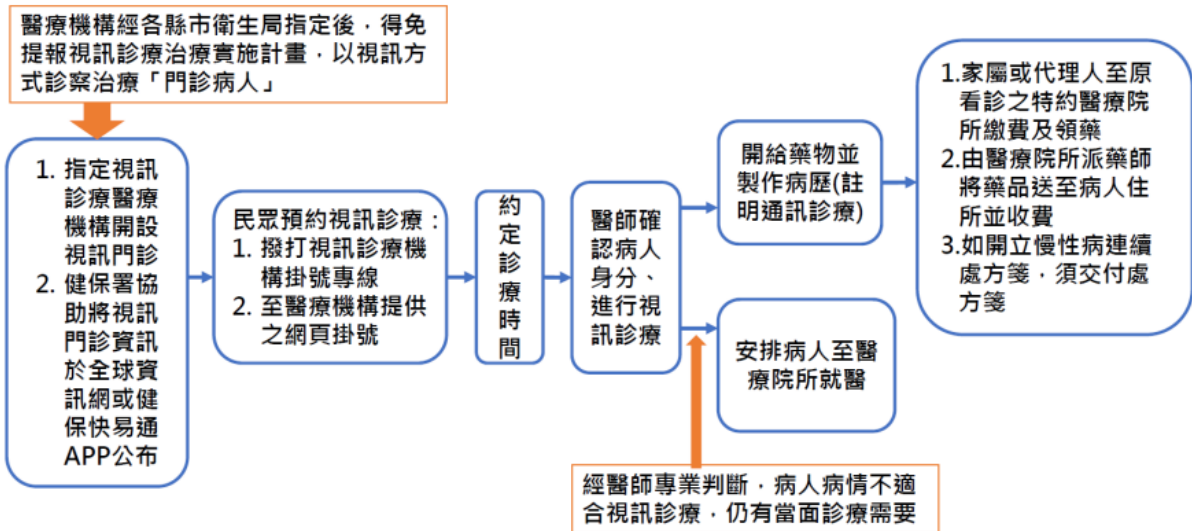 醫療機構經各縣市衛生局指定後，得免
提報視訊診療治療實施計畫，以視訊方
式診察治療「門診病人」
1. 指定視訊
診療醫療
機構開設
視訊門診
2. 健保署協
助將視訊
門診資訊
於全球資
訊網或健
保快易通
APP公布
民眾預約視訊診療：
1. 撥打視訊診療機
構掛號專線
2. 至醫療機構提供
之網頁掛號
約
定
診
療
時
間
醫師確
認病人
身分、
進行視
訊診療
開給藥物並
製作病歷(註
明通訊診療)
1.家屬或代理人至原
看診之特約醫療院
所繳費及領藥
2.由醫療院所派藥師
將藥品送至病人住
所並收費
3.如開立慢性病連續
處方箋，須交付處
方箋
安排病人至醫
療院所就醫
經醫師專業判斷，病人病情不適
合視訊診療，仍有當面診療需要